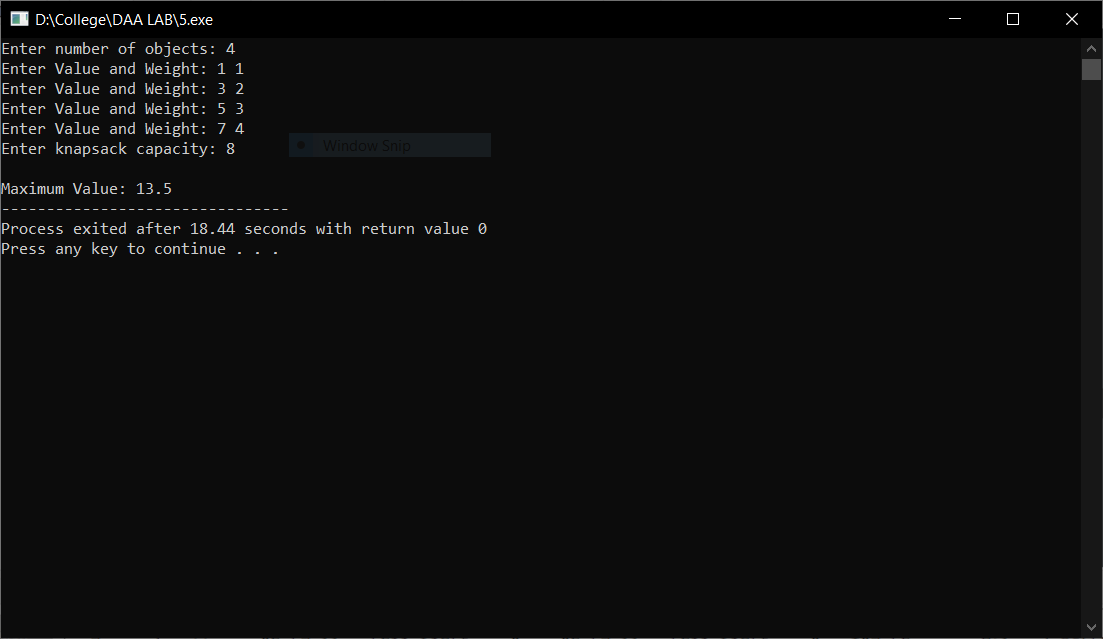 D:\College\DAA LAB\5.exe
Enter number of objects: 4
Enter Value and Weight: 1 1
Enter Value and Weight: 3 2
Enter Value and Weight: 5 3
Enter Value and Weight: 7 4
Enter knapsack capacity: 8
Window Snip
Maximum Value: 13.5
--------------------------------
Process exited after 18.44 seconds with return value 0
Press any key to continue . . .